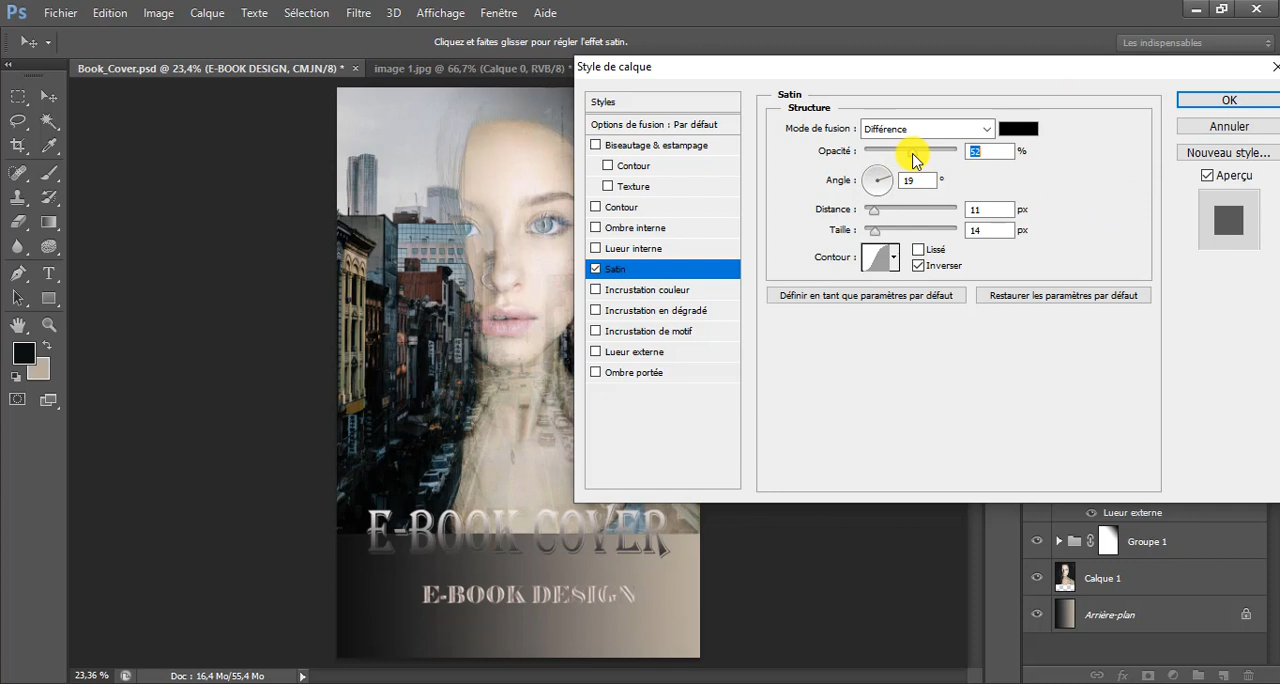 Ps Fichier Edition Image Calque Texte Sélection Filtre 3D Affichage Fenêtre Aide
Cliquez et faites glisser pour régler l'effet satin.
Les indispensables
Book_Cover.psd @ 23,4% (E-BOOK DESIGN, CMJN/8) * ×
image 1.jpg @ 66,7% (Calque 0, RVB/8) *
Style de calque
Styles
Options de fusion : Par défaut
Biseautage & estampage
Contour
Texture
Contour
Ombre interne
Lueur interne
Satin
Incrustation couleur
Incrustation en dégradé
Incrustation de motif
Lueur externe
Ombre portée
Satin
Structure
Mode de fusion : Différence
Opacité : 52 %
Angle : 19 °
Distance : 11 px
Taille : 14 px
Contour : Lissé
Inverser
Définir en tant que paramètres par défaut
Restaurer les paramètres par défaut
OK
Annuler
Nouveau style...
Aperçu
E-BOOK COVER
E-BOOK DESIGN
Lueur externe
Groupe 1
Calque 1
Arrière-plan
fx
23,36 %
Doc : 16,4 Mo/55,4 Mo